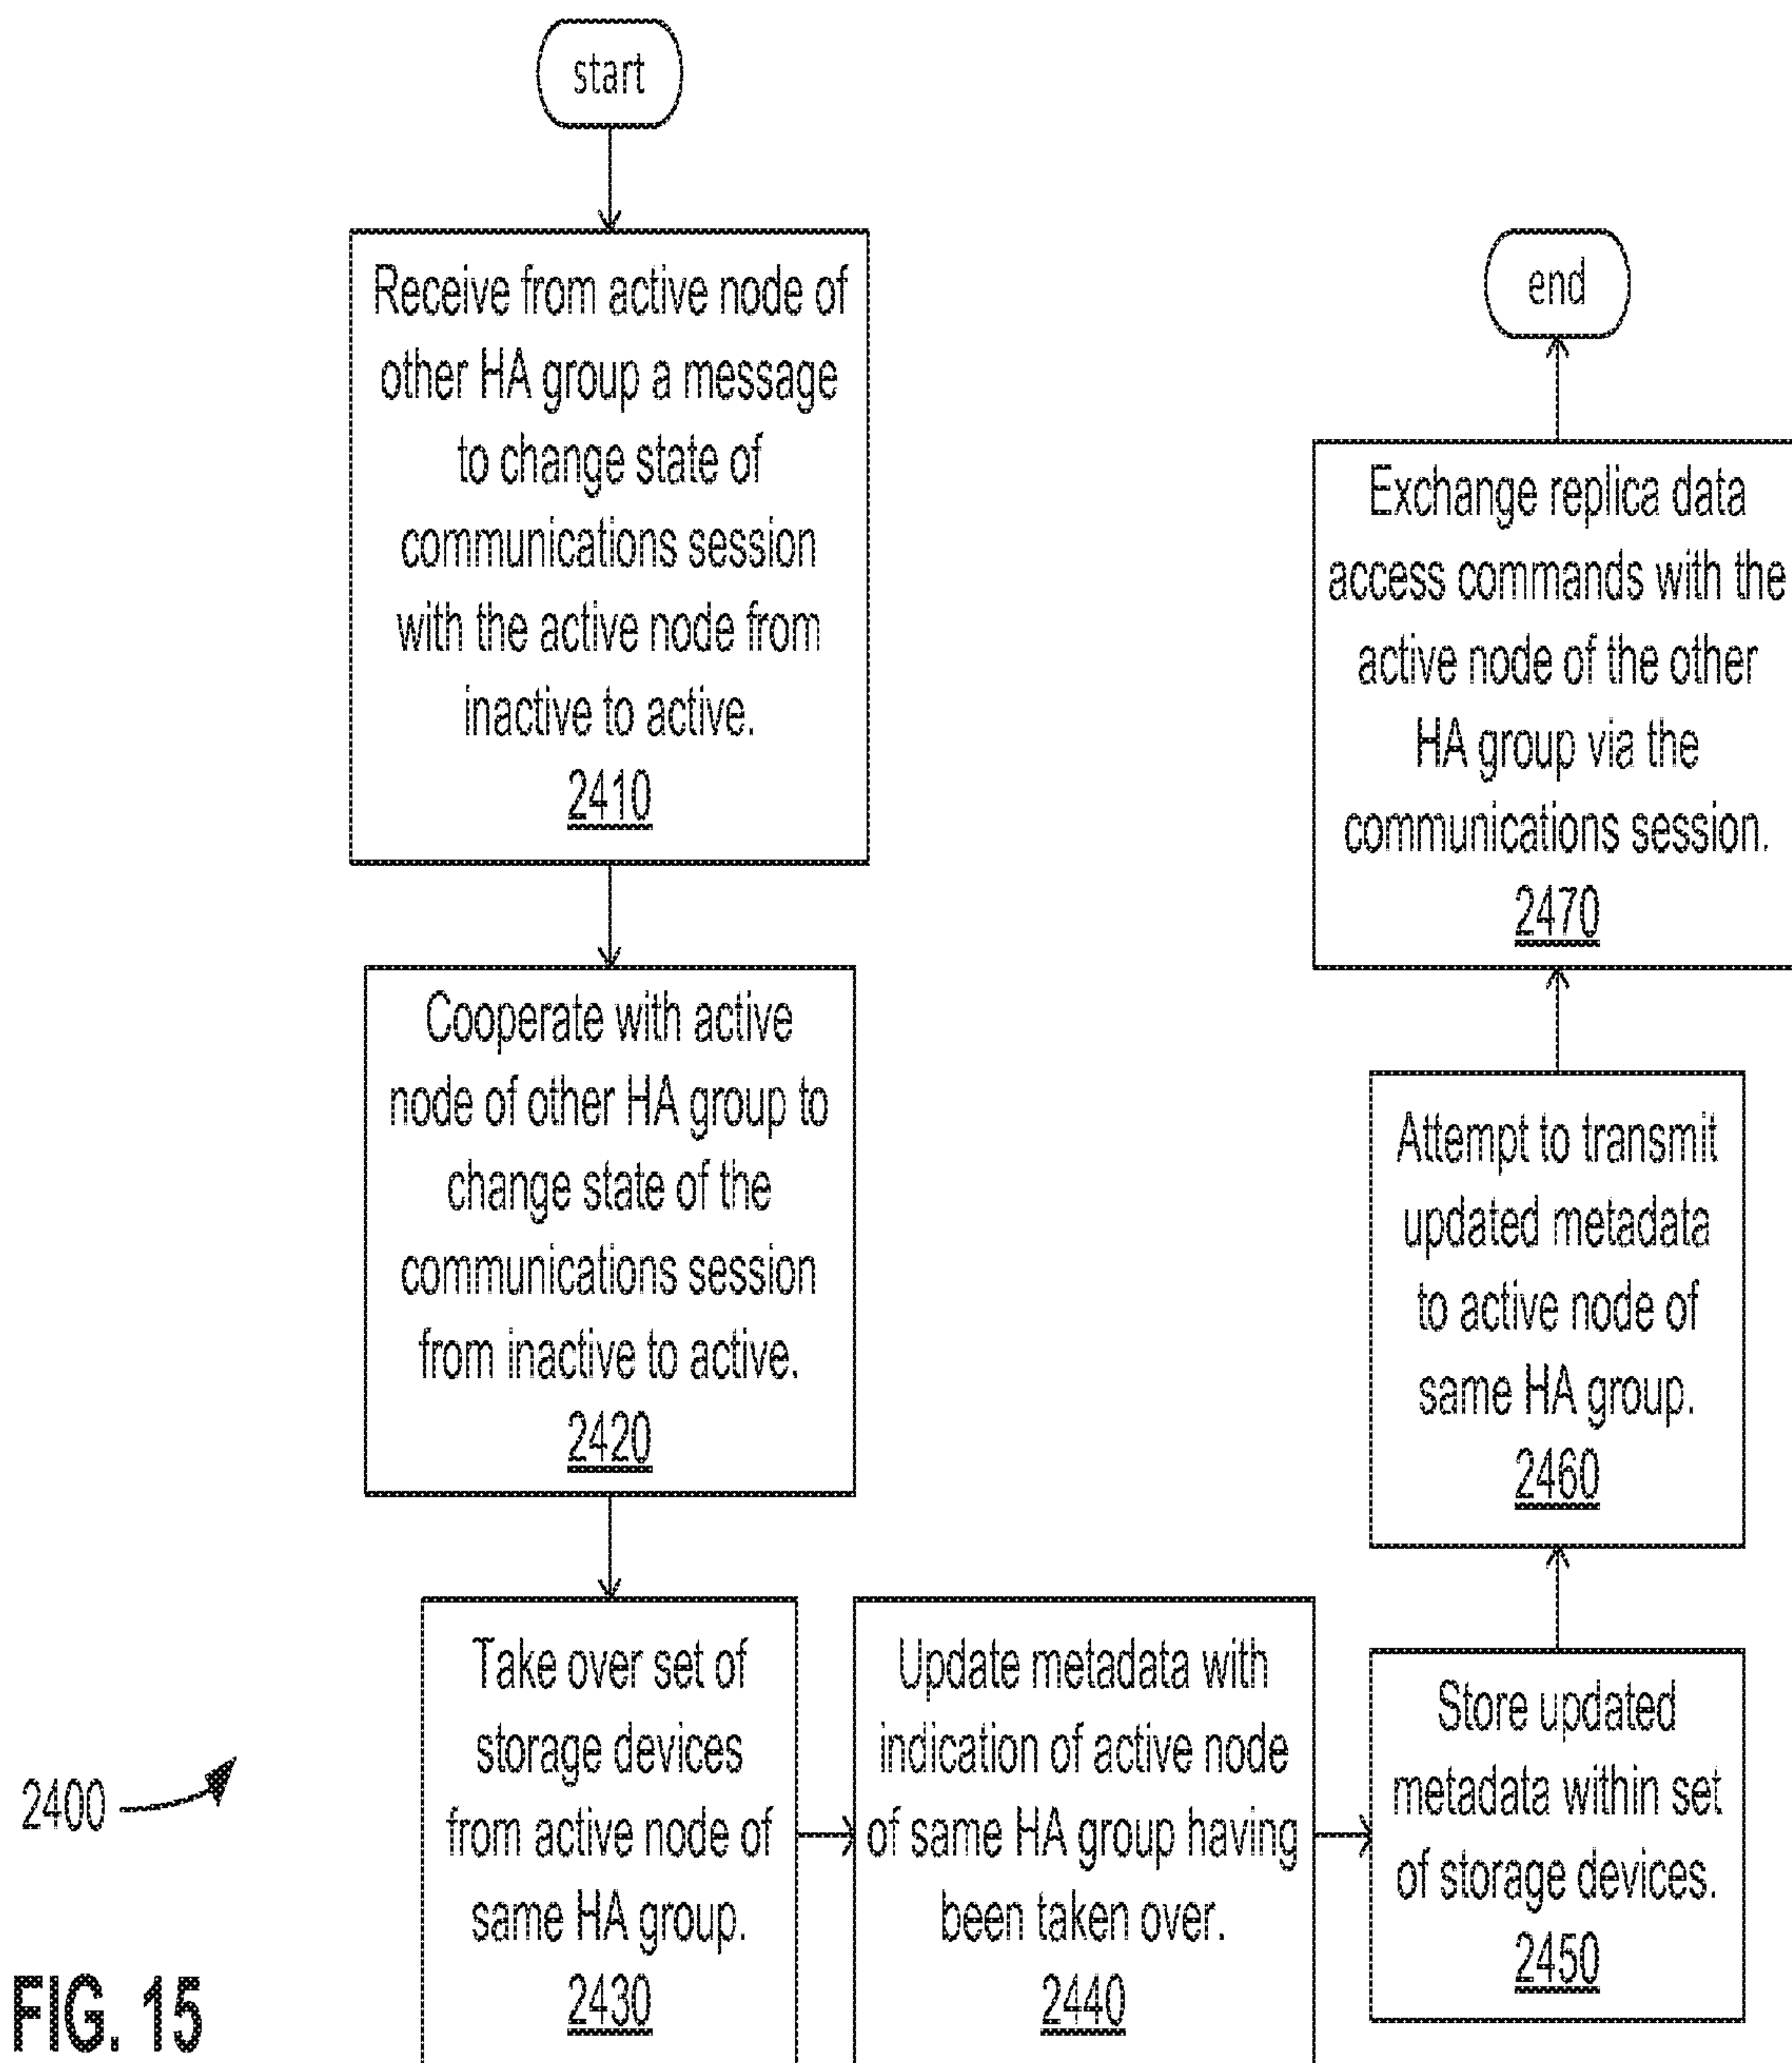 start
Receive from active node of
other HA group a message
to change state of
communications session
with the active node from
inactive to active.
2410
Cooperate with active
node of other HA group to
change state of the
communications session
from inactive to active.
2420
Take over set of
storage devices
from active node of
same HA group.
2430
Update metadata with
indication of active node
of same HA group having
been taken over.
2440
Store updated
metadata within set
of storage devices.
2450
Attempt to transmit
updated metadata
to active node of
same HA group.
2460
Exchange replica data
access commands with the
active node of the other
HA group via the
communications session.
2470
end
2400
FIG. 15